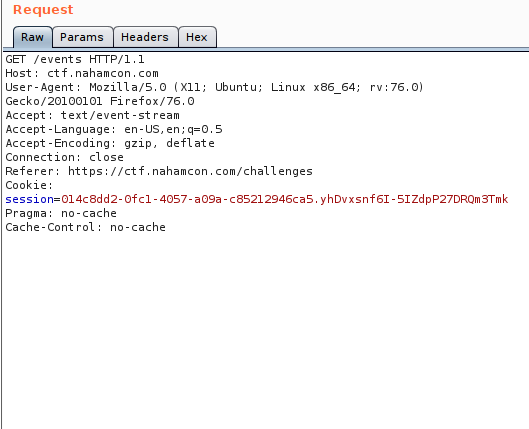 Request
Raw Params Headers Hex
GET /events HTTP/1.1
Host: ctf.nahamcon.com
User-Agent: Mozilla/5.0 (X11; Ubuntu; Linux x86_64; rv:76.0)
Gecko/20100101 Firefox/76.0
Accept: text/event-stream
Accept-Language: en-US,en;q=0.5
Accept-Encoding: gzip, deflate
Connection: close
Referer: https://ctf.nahamcon.com/challenges
Cookie:
session=014c8dd2-0fc1-4057-a09a-c85212946ca5.yhDvxsnf6I-5IZdpP27DRQm3Tmk
Pragma: no-cache
Cache-Control: no-cache